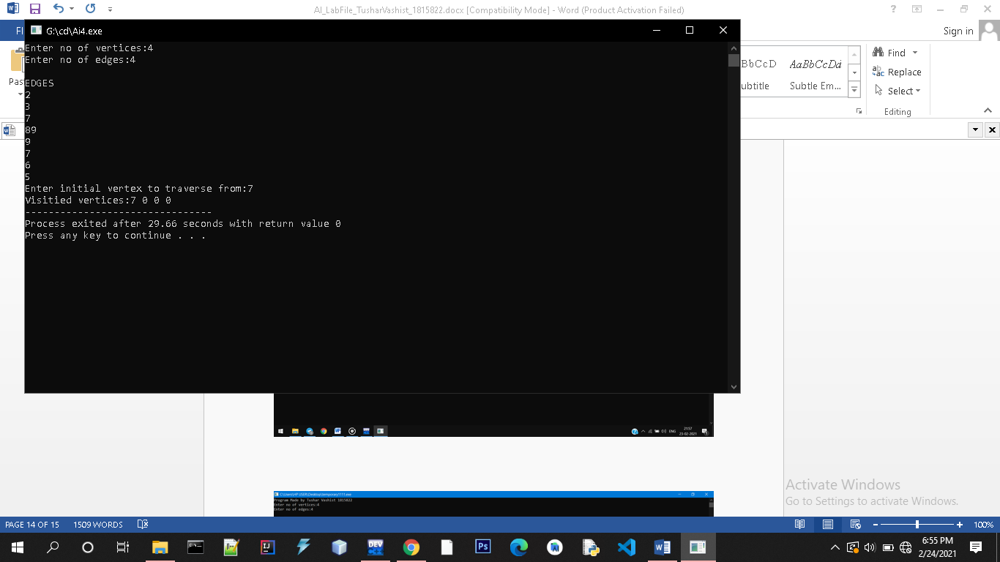 AI_LabFile_TusharVashist_1815822.docx [Compatibility Mode] - Word (Product Activation Failed)
G:\cd\Ai4.exe
Enter no of vertices:4
Enter no of edges:4
EDGES
2
3
7
89
9
7
6
5
Enter initial vertex to traverse from:7
Visitied vertices:7 0 0 0
--------------------------------
Process exited after 29.66 seconds with return value 0
Press any key to continue . . .
FI
Sign in
Pas
BbCcD
AaBbCcDd
ubtitle
Subtle Em...
Find
Replace
Select
Editing
ENG
21:57
23-02-2021
C:\Users\HP USER\Desktop\temporary1111.exe
Program Made by Tushar Vashist 1815822
Enter no of vertices:4
Enter no of edges:4
Activate Windows
Go to Settings to activate Windows.
PAGE 14 OF 15
1509 WORDS
100%
DEV
Ps
6:55 PM
2/24/2021